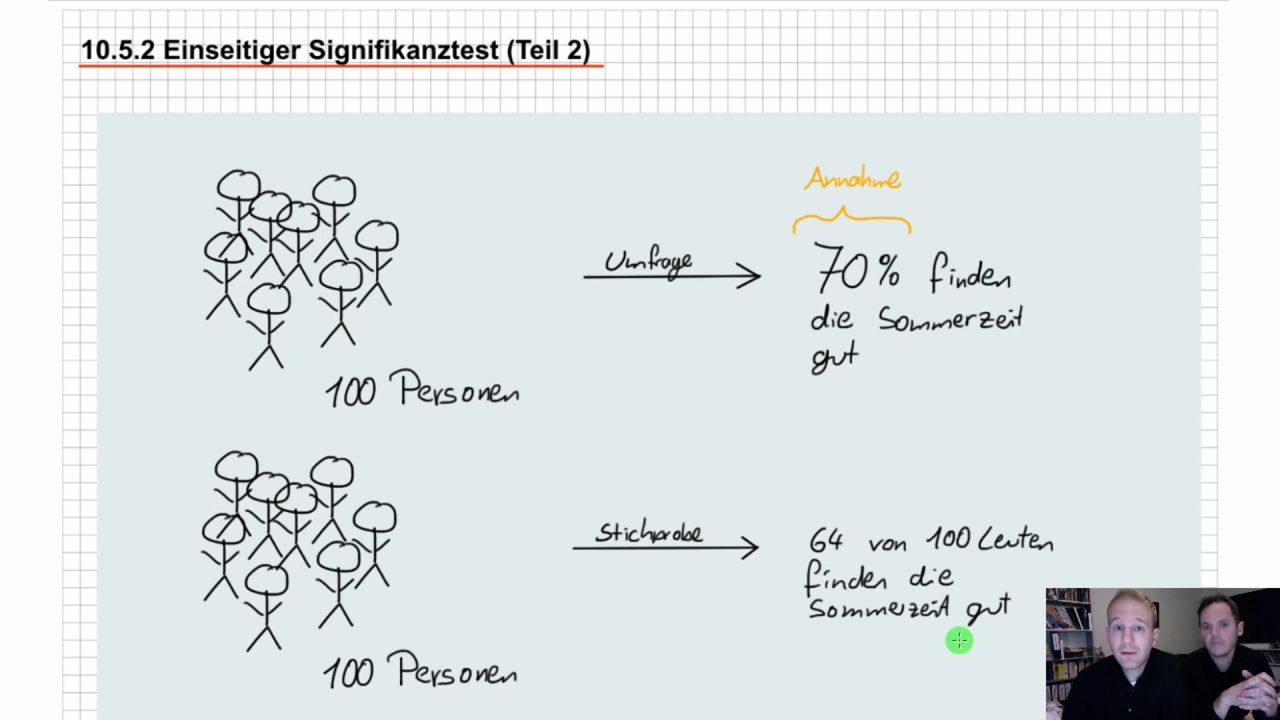 10.5.2 Einseitiger Signifikanztest (Teil 2)
Annahme
Umfrage
70% finden
die Sommerzeit
gut
100 Personen
Stichprobe
64 von 100 Leuten
finden die
Sommerzeit gut
100 Personen